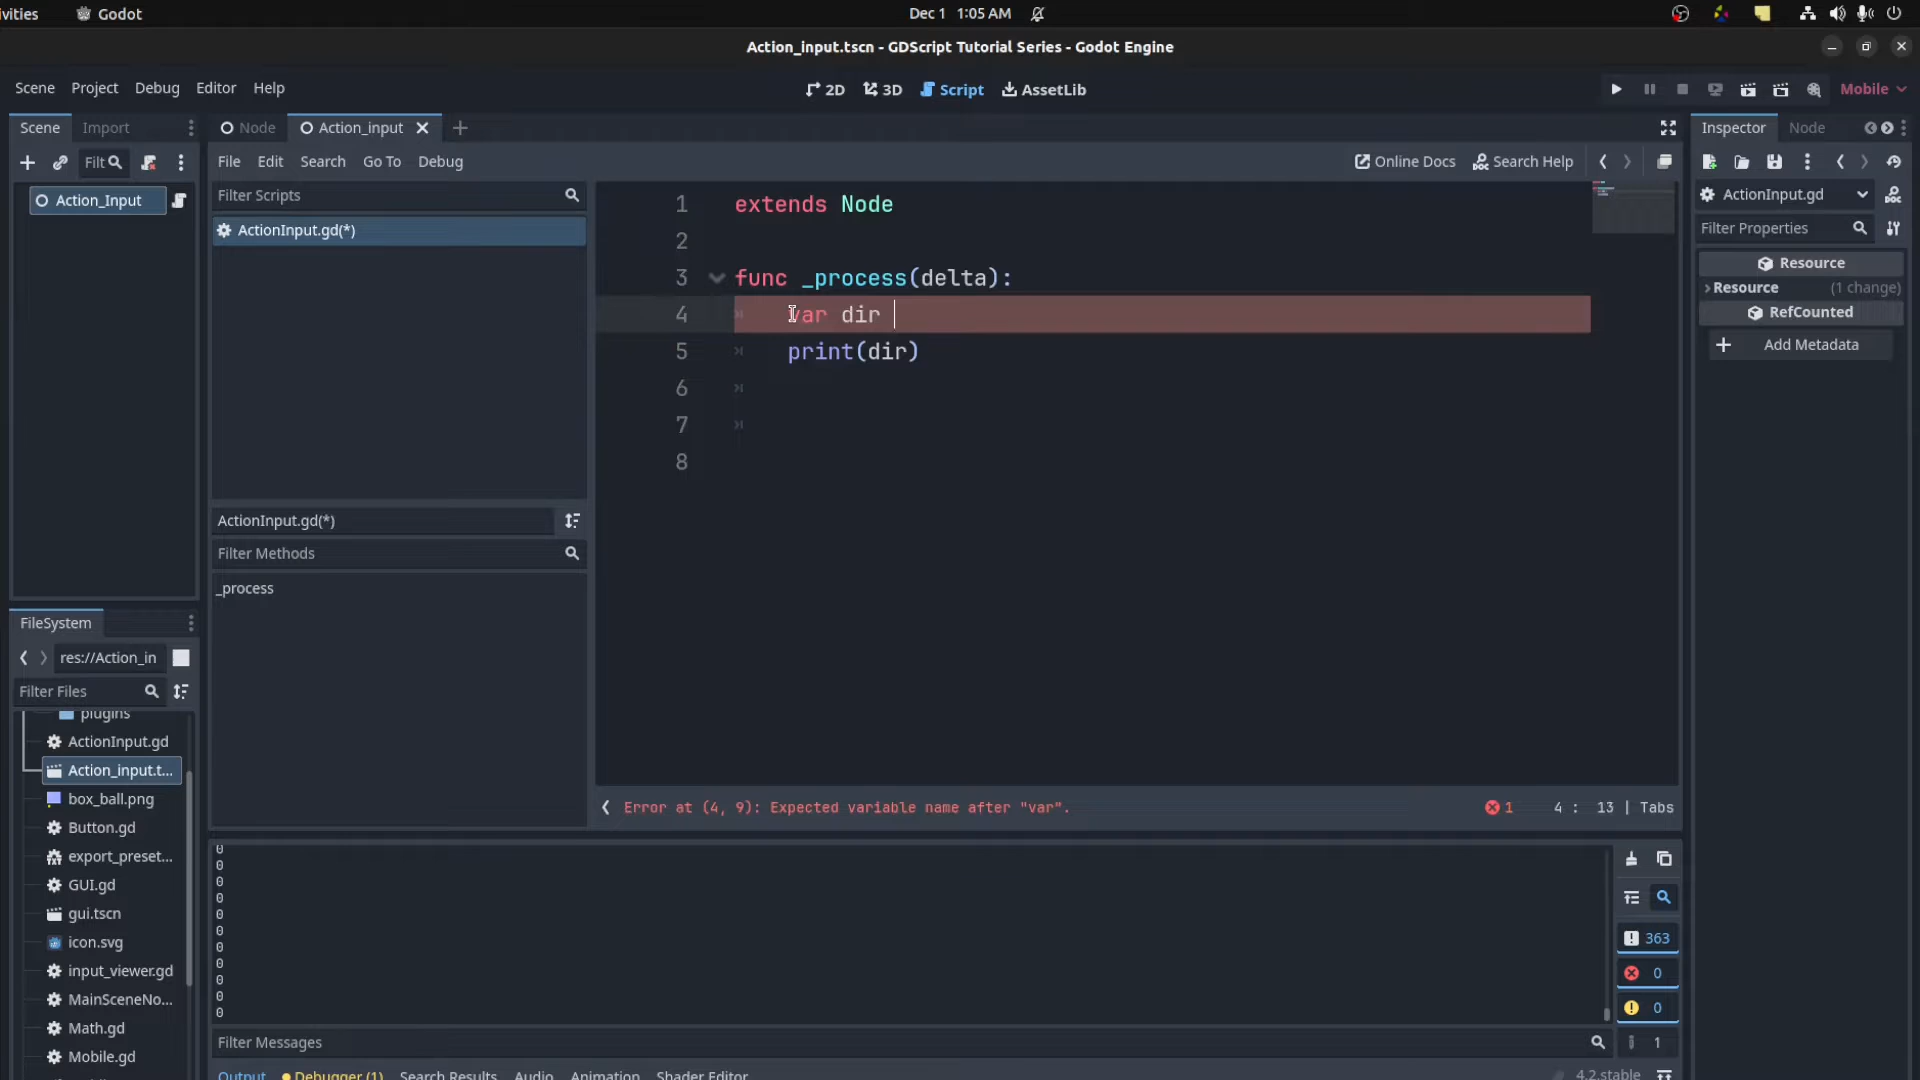 ivities Godot Dec 1 1:05 AM
Action_input.tscn - GDScript Tutorial Series - Godot Engine
Scene Project Debug Editor Help 2D 3D Script AssetLib Mobile
Scene Import Node Action_input Inspector Node
Filt File Edit Search Go To Debug Online Docs Search Help
Action_Input Filter Scripts ActionInput.gd
ActionInput.gd(*) Filter Properties
Resource
Resource (1 change)
RefCounted
Add Metadata
1 extends Node
2
3 func _process(delta):
4 var dir
5 print(dir)
6
7
8
ActionInput.gd(*)
Filter Methods
_process
FileSystem
res://Action_in
Filter Files
plugins
ActionInput.gd
Action_input.t...
box_ball.png
Button.gd
export_preset...
GUI.gd
gui.tscn
icon.svg
input_viewer.gd
MainSceneNo...
Math.gd
Mobile.gd
Error at (4, 9): Expected variable name after "var". 1 4 : 13 | Tabs
0
0
0
0
0
0
0
0
0
0
0
363
0
0
Filter Messages 1
Output Debugger (1) Search Results Audio Animation Shader Editor 4.2.stable